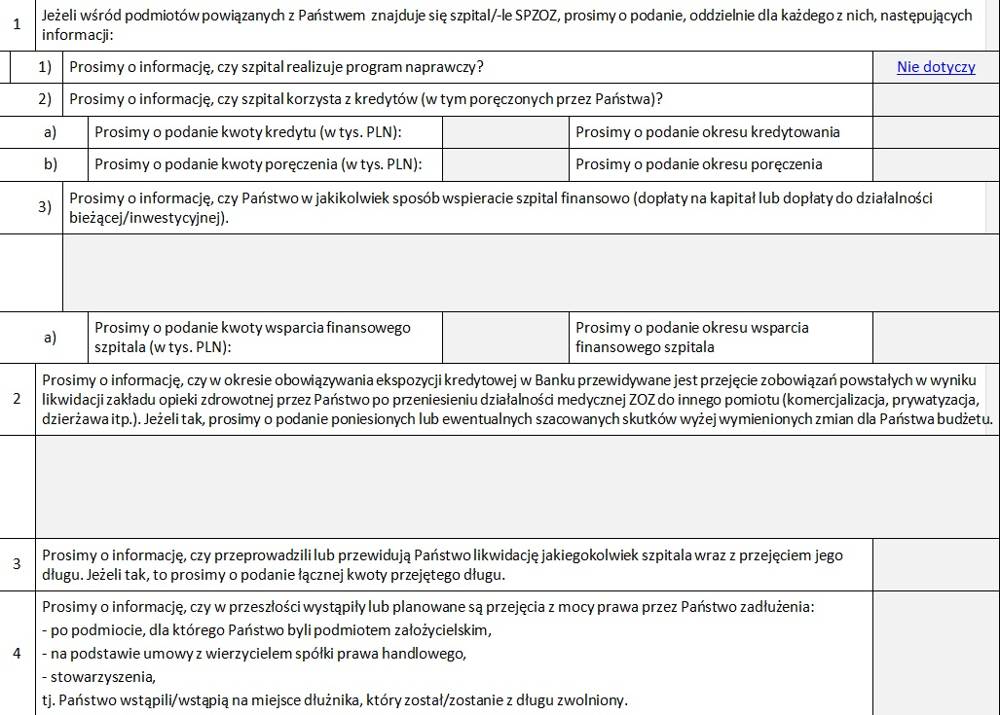 1
Jeżeli wśród podmiotów powiązanych z Państwem znajduje się szpital/-le SPZOZ, prosimy o podanie, oddzielnie dla każdego z nich, następujących
informacji:
1) Prosimy o informację, czy szpital realizuje program naprawczy? Nie dotyczy
2) Prosimy o informację, czy szpital korzysta z kredytów (w tym poręczonych przez Państwa)?
a) Prosimy o podanie kwoty kredytu (w tys. PLN): Prosimy o podanie okresu kredytowania
b) Prosimy o podanie kwoty poręczenia (w tys. PLN): Prosimy o podanie okresu poręczenia
3)
Prosimy o informację, czy Państwo w jakikolwiek sposób wspieracie szpital finansowo (dopłaty na kapitał lub dopłaty do działalności
bieżącej/inwestycyjnej).
a)
Prosimy o podanie kwoty wsparcia finansowego
szpitala (w tys. PLN):
Prosimy o podanie okresu wsparcia
finansowego szpitala
2
Prosimy o informację, czy w okresie obowiązywania ekspozycji kredytowej w Banku przewidywane jest przejęcie zobowiązań powstałych w wyniku
likwidacji zakładu opieki zdrowotnej przez Państwo po przeniesieniu działalności medycznej ZOZ do innego pomiotu (komercjalizacja, prywatyzacja,
dzierżawa itp.). Jeżeli tak, prosimy o podanie poniesionych lub ewentualnych szacowanych skutków wyżej wymienionych zmian dla Państwa budżetu.
3
Prosimy o informację, czy przeprowadzili lub przewidują Państwo likwidację jakiegokolwiek szpitala wraz z przejęciem jego
długu. Jeżeli tak, to prosimy o podanie łącznej kwoty przejętego długu.
4
Prosimy o informację, czy w przeszłości wystąpiły lub planowane są przejęcia z mocy prawa przez Państwo zadłużenia:
- po podmiocie, dla którego Państwo byli podmiotem założycielskim,
- na podstawie umowy z wierzycielem spółki prawa handlowego,
- stowarzyszenia,
tj. Państwo wstąpili/wstąpią na miejsce dłużnika, który został/zostanie z długu zwolniony.